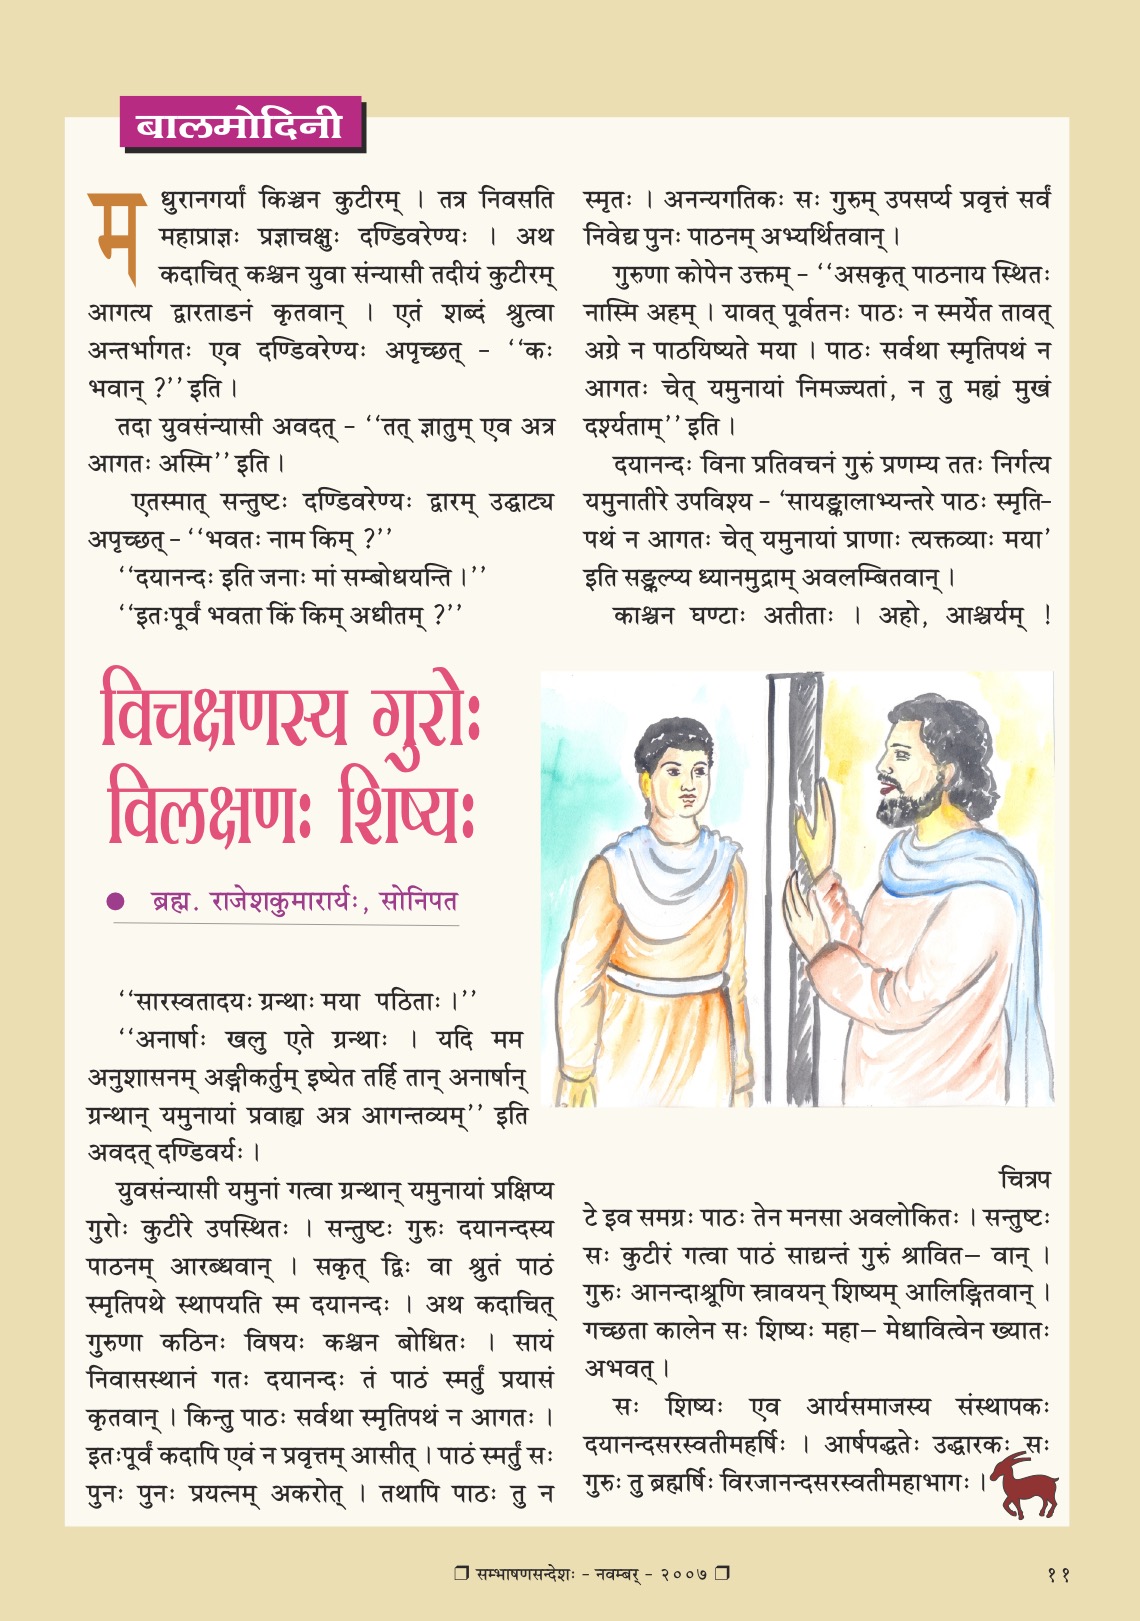 बालमोदिनी
मधुरानगर्यां किञ्चन कुटीरम् । तत्र निवसति
महाप्राज्ञः प्रज्ञाचक्षुः दण्डिवरेण्यः । अथ
कदाचित् कश्चन युवा संन्यासी तदीयं कुटीरम्
आगत्य द्वारताडनं कृतवान् । एतं शब्दं श्रुत्वा
अन्तर्भागतः एव दण्डिवरेण्यः अपृच्छत् – ‘‘कः
भवान् ?’’ इति ।
तदा युवसंन्यासी अवदत् – ‘‘तत् ज्ञातुम् एव अत्र
आगतः अस्मि’’ इति ।
एतस्मात् सन्तुष्टः दण्डिवरेण्यः द्वारम् उद्घाट्य
अपृच्छत् – ‘‘भवतः नाम किम् ?’’
‘‘दयानन्दः इति जनाः मां सम्बोधयन्ति ।’’
‘‘इतःपूर्वं भवता किं किम् अधीतम् ?’’
विचक्षणस्य गुरोः
विलक्षणः शिष्यः
● ब्रह्म. राजेशकुमारार्यः, सोनिपत
‘‘सारस्वतादयः ग्रन्थाः मया पठिताः ।’’
‘‘अनार्षाः खलु एते ग्रन्थाः । यदि मम
अनुशासनम् अङ्गीकर्तुम् इष्येत तर्हि तान् अनार्षान्
ग्रन्थान् यमुनायां प्रवाह्य अत्र आगन्तव्यम्’’ इति
अवदत् दण्डिवर्यः ।
युवसंन्यासी यमुनां गत्वा ग्रन्थान् यमुनायां प्रक्षिप्य
गुरोः कुटीरे उपस्थितः । सन्तुष्टः गुरुः दयानन्दस्य
पाठनम् आरब्धवान् । सकृत् द्विः वा श्रुतं पाठं
स्मृतिपथे स्थापयति स्म दयानन्दः । अथ कदाचित्
गुरुणा कठिनः विषयः कश्चन बोधितः । सायं
निवासस्थानं गतः दयानन्दः तं पाठं स्मर्तुं प्रयासं
कृतवान् । किन्तु पाठः सर्वथा स्मृतिपथं न आगतः ।
इतःपूर्वं कदापि एवं न प्रवृत्तम् आसीत् । पाठं स्मर्तुं सः
पुनः पुनः प्रयत्नम् अकरोत् । तथापि पाठः तु न
स्मृतः । अनन्यगतिकः सः गुरुम् उपसर्प्य प्रवृत्तं सर्वं
निवेद्य पुनः पाठनम् अभ्यर्थितवान् ।
गुरुणा कोपेन उक्तम् – ‘‘असकृत् पाठनाय स्थितः
नास्मि अहम् । यावत् पूर्वतनः पाठः न स्मर्येत तावत्
अग्रे न पाठयिष्यते मया । पाठः सर्वथा स्मृतिपथं न
आगतः चेत् यमुनायां निमज्ज्यतां, न तु मह्यं मुखं
दर्श्यताम्’’ इति ।
दयानन्दः विना प्रतिवचनं गुरुं प्रणम्य ततः निर्गत्य
यमुनातीरे उपविश्य – ‘सायङ्कालाभ्यन्तरे पाठः स्मृति–
पथं न आगतः चेत् यमुनायां प्राणाः त्यक्तव्याः मया’
इति सङ्कल्प्य ध्यानमुद्राम् अवलम्बितवान् ।
काश्चन घण्टाः अतीताः । अहो, आश्चर्यम् !
चित्रप
टे इव समग्रः पाठः तेन मनसा अवलोकितः । सन्तुष्टः
सः कुटीरं गत्वा पाठं साद्यन्तं गुरुं श्रावित– वान् ।
गुरुः आनन्दाश्रूणि स्रावयन् शिष्यम् आलिङ्गितवान् ।
गच्छता कालेन सः शिष्यः महा– मेधावित्वेन ख्यातः
अभवत् ।
सः शिष्यः एव आर्यसमाजस्य संस्थापकः
दयानन्दसरस्वतीमहर्षिः । आर्षपद्धतेः उद्धारकः सः
गुरुः तु ब्रह्मर्षिः विरजानन्दसरस्वतीमहाभागः ।
❐ सम्भाषणसन्देशः – नवम्बर् – २००७ ❐
११